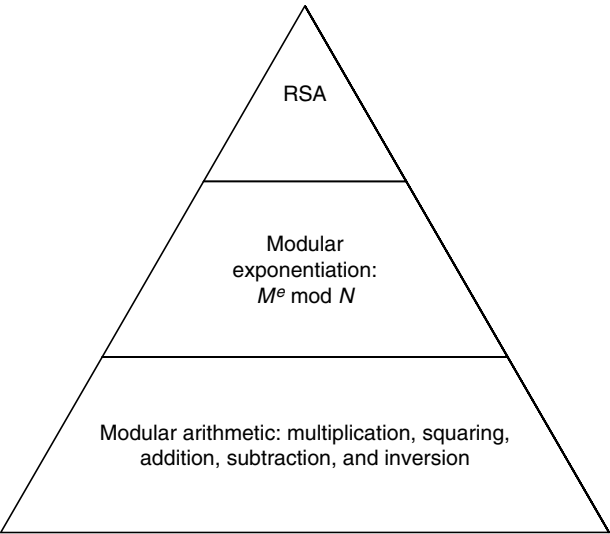 RSA
Modular
exponentiation:
Mᵉ mod N
Modular arithmetic: multiplication, squaring,
addition, subtraction, and inversion